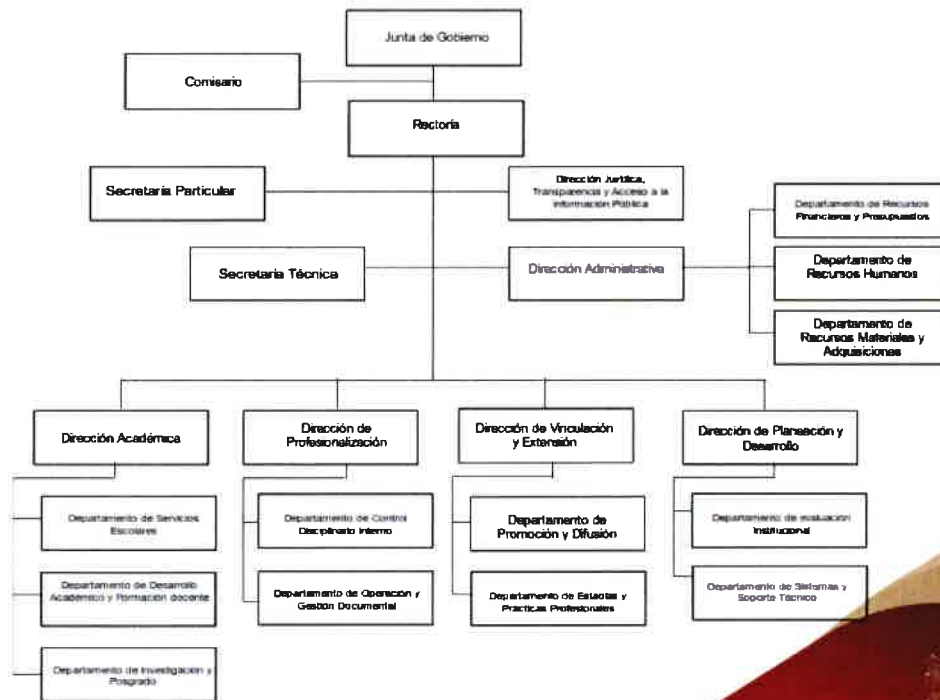 Junta de Gobierno
Comisario
Rectoría
Secretaría Particular
Dirección Jurídica,
Transparencia y Acceso a la
Información Pública
Secretaría Técnica
Dirección Administrativa
Departamento de Recursos
Financieros y Presupuestos
Departamento de
Recursos Humanos
Departamento de
Recursos Materiales y
Adquisiciones
Dirección Académica
Dirección de
Profesionalización
Dirección de Vinculación
y Extensión
Dirección de Planeación y
Desarrollo
Departamento de Servicios
Escolares
Departamento de Control
Disciplinario Interno
Departamento de
Promoción y Difusión
Departamento de evaluación
Institucional
Departamento de Desarrollo
Académico y Formación docente
Departamento de Operación y
Gestión Documental
Departamento de Estadías y
Prácticas Profesionales
Departamento de Sistemas y
Soporte Técnico
Departamento de Investigación y
Posgrado